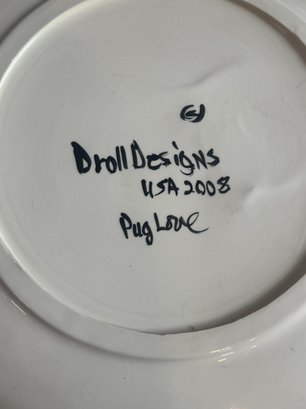 Droll Designs
USA 2008
Pug Love